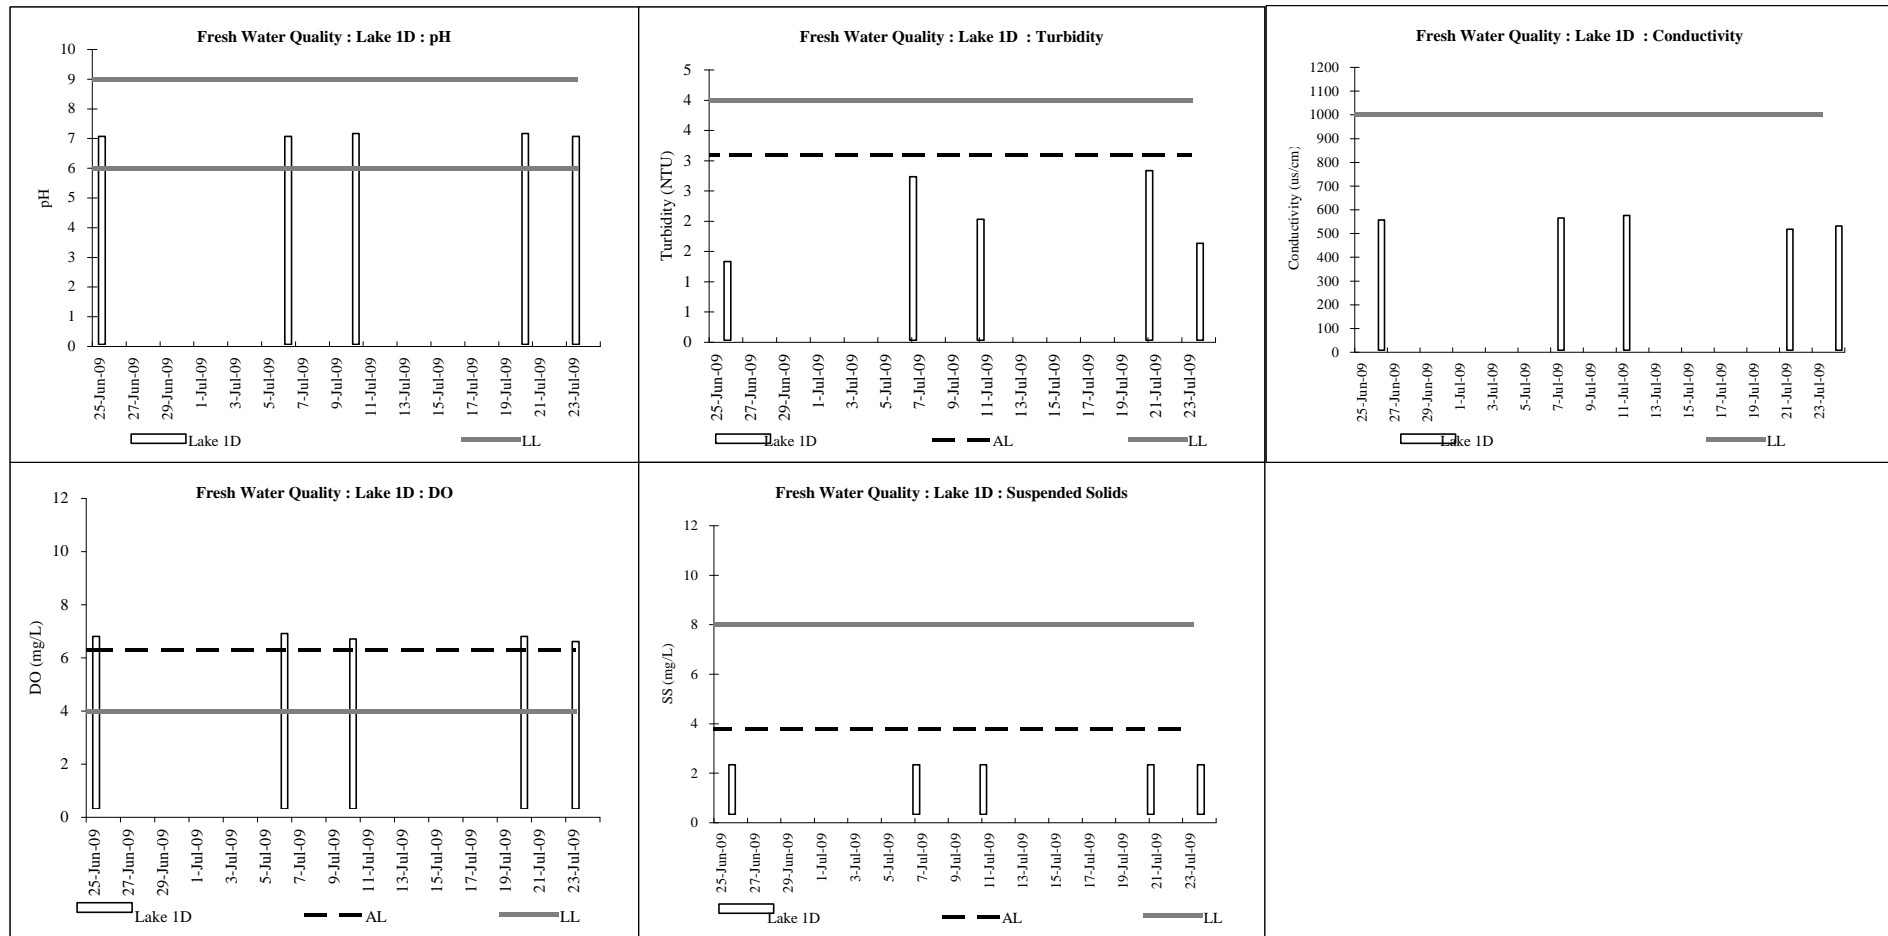 Fresh Water Quality : Lake 1D : pH
10
9
8
7
6
5
4
3
2
1
0
pH
25-Jun-09
27-Jun-09
29-Jun-09
1-Jul-09
3-Jul-09
5-Jul-09
7-Jul-09
9-Jul-09
11-Jul-09
13-Jul-09
15-Jul-09
17-Jul-09
19-Jul-09
21-Jul-09
23-Jul-09
Lake 1D LL
Fresh Water Quality : Lake 1D : Turbidity
5
4
4
3
3
2
2
1
1
0
Turbidity (NTU)
25-Jun-09
27-Jun-09
29-Jun-09
1-Jul-09
3-Jul-09
5-Jul-09
7-Jul-09
9-Jul-09
11-Jul-09
13-Jul-09
15-Jul-09
17-Jul-09
19-Jul-09
21-Jul-09
23-Jul-09
Lake 1D AL LL
Fresh Water Quality : Lake 1D : Conductivity
1200
1100
1000
900
800
700
600
500
400
300
200
100
0
Conductivity (us/cm)
25-Jun-09
27-Jun-09
29-Jun-09
1-Jul-09
3-Jul-09
5-Jul-09
7-Jul-09
9-Jul-09
11-Jul-09
13-Jul-09
15-Jul-09
17-Jul-09
19-Jul-09
21-Jul-09
23-Jul-09
Lake 1D LL
Fresh Water Quality : Lake 1D : DO
12
10
8
6
4
2
0
DO (mg/L)
25-Jun-09
27-Jun-09
29-Jun-09
1-Jul-09
3-Jul-09
5-Jul-09
7-Jul-09
9-Jul-09
11-Jul-09
13-Jul-09
15-Jul-09
17-Jul-09
19-Jul-09
21-Jul-09
23-Jul-09
Lake 1D AL LL
Fresh Water Quality : Lake 1D : Suspended Solids
12
10
8
6
4
2
0
SS (mg/L)
25-Jun-09
27-Jun-09
29-Jun-09
1-Jul-09
3-Jul-09
5-Jul-09
7-Jul-09
9-Jul-09
11-Jul-09
13-Jul-09
15-Jul-09
17-Jul-09
19-Jul-09
21-Jul-09
23-Jul-09
Lake 1D AL LL